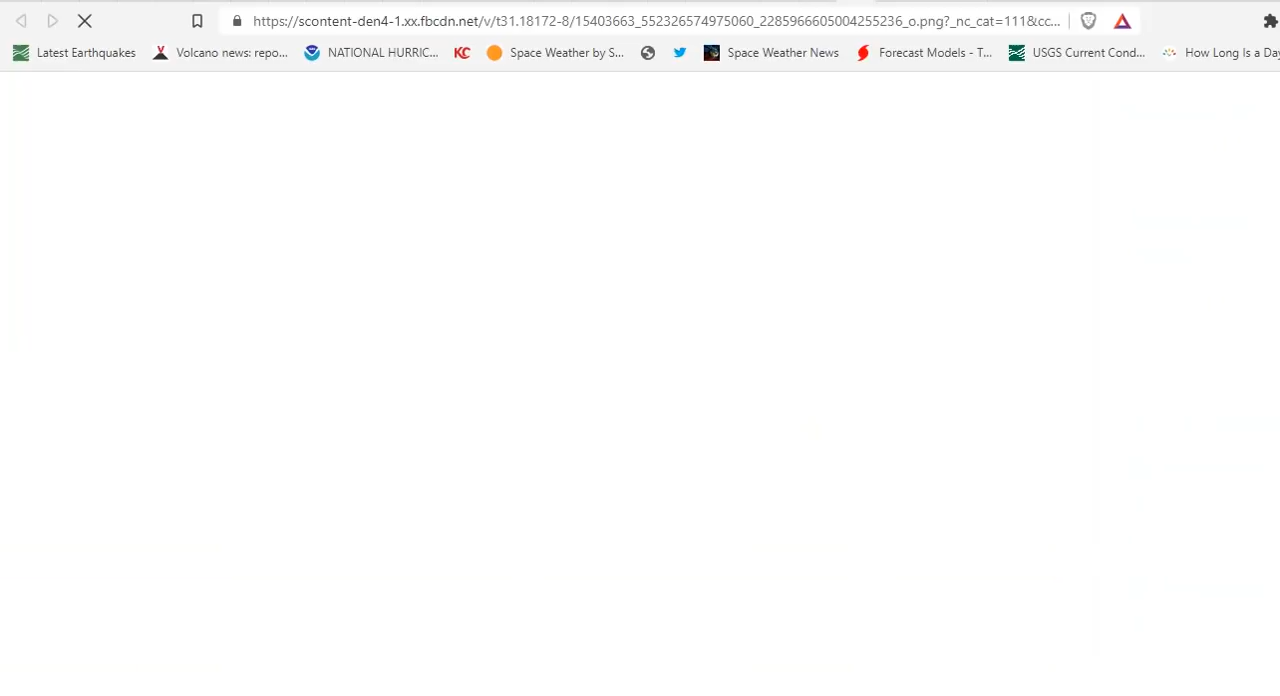 https://scontent-den4-1.xx.fbcdn.net/v/t31.18172-8/15403663_552326574975060_2285966605004255236_o.png?_nc_cat=111&cc...
Latest Earthquakes Volcano news: repo... NATIONAL HURRIC... KC Space Weather by S... Space Weather News Forecast Models - T... USGS Current Cond... How Long Is a Day